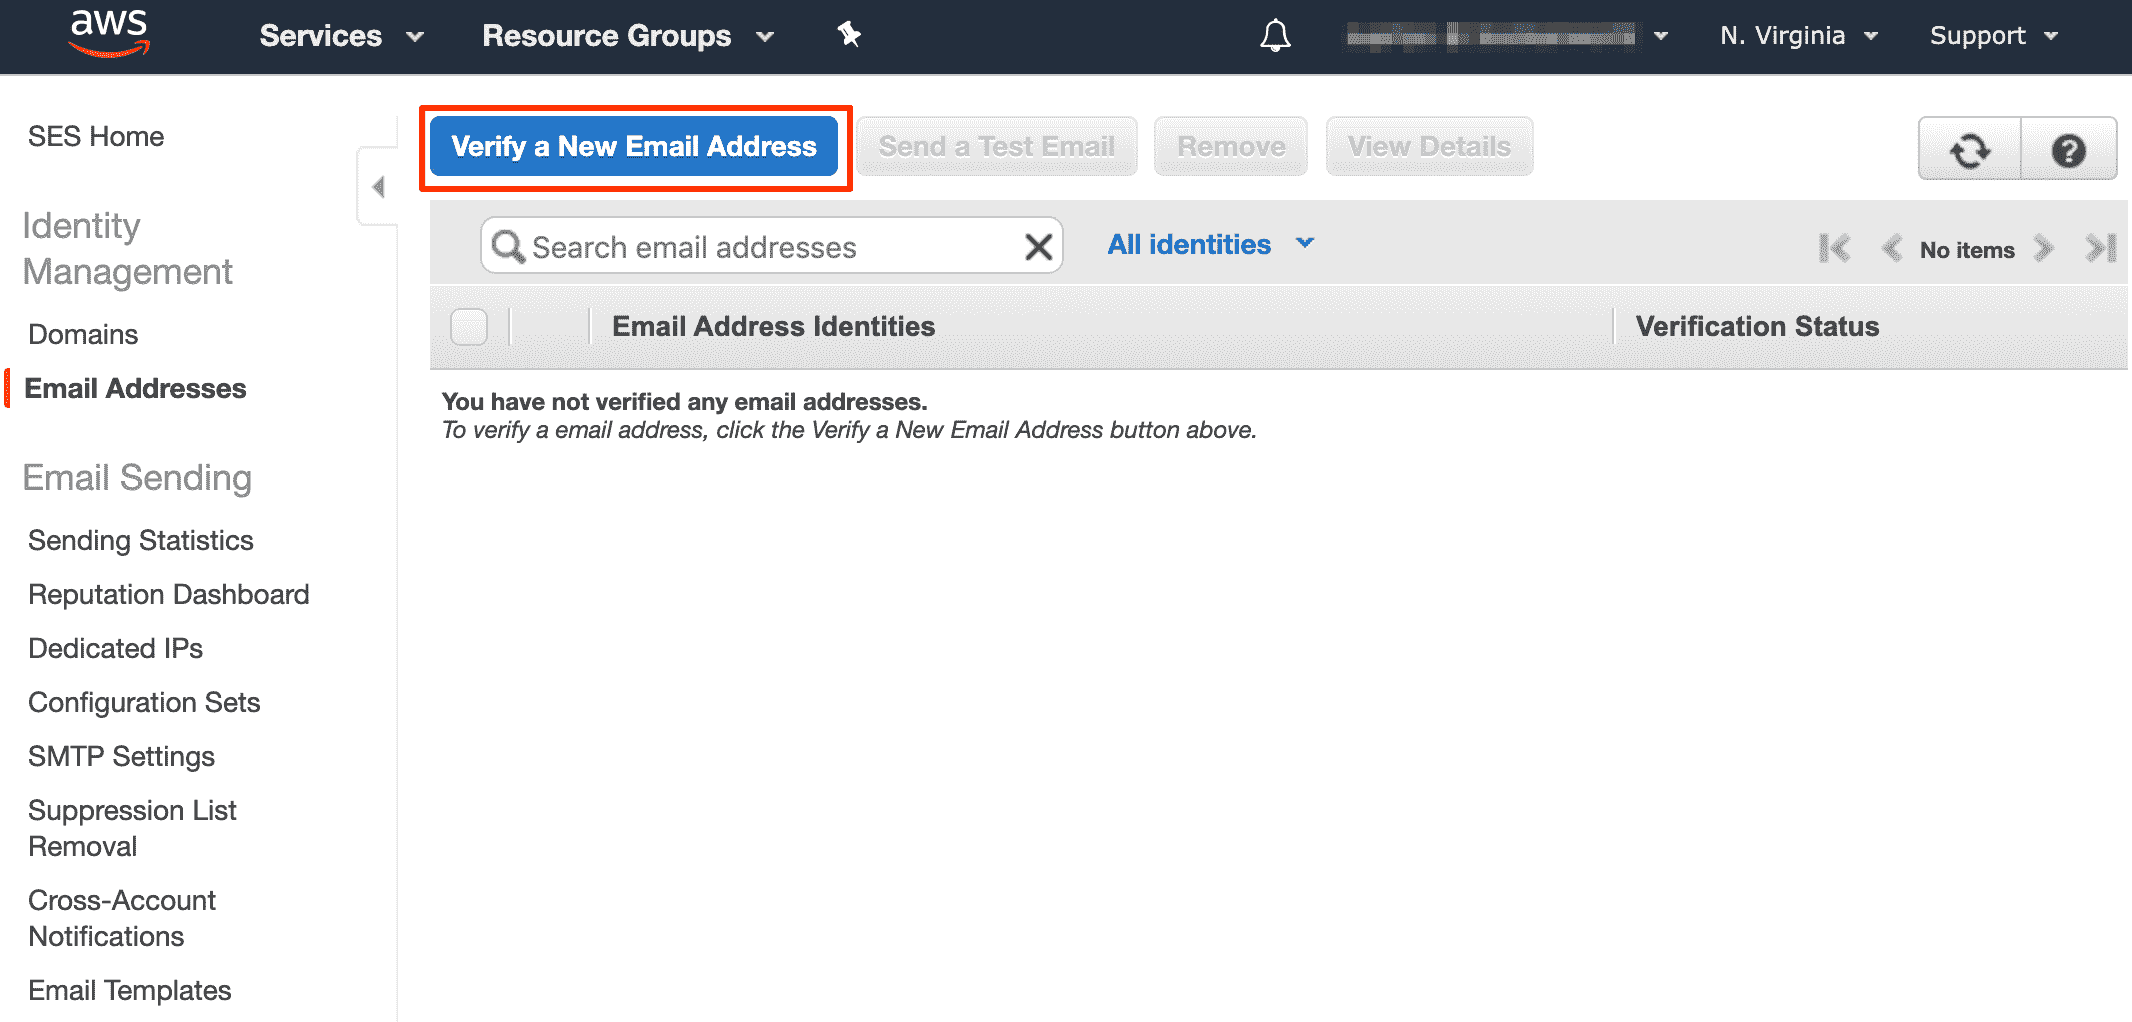 aws
Services
Resource Groups
N. Virginia
Support
SES Home
Identity
Management
Domains
Email Addresses
Email Sending
Sending Statistics
Reputation Dashboard
Dedicated IPs
Configuration Sets
SMTP Settings
Suppression List
Removal
Cross-Account
Notifications
Email Templates
Verify a New Email Address
Send a Test Email
Remove
View Details
?
Search email addresses
All identities
No items
Email Address Identities
Verification Status
You have not verified any email addresses.
To verify a email address, click the Verify a New Email Address button above.